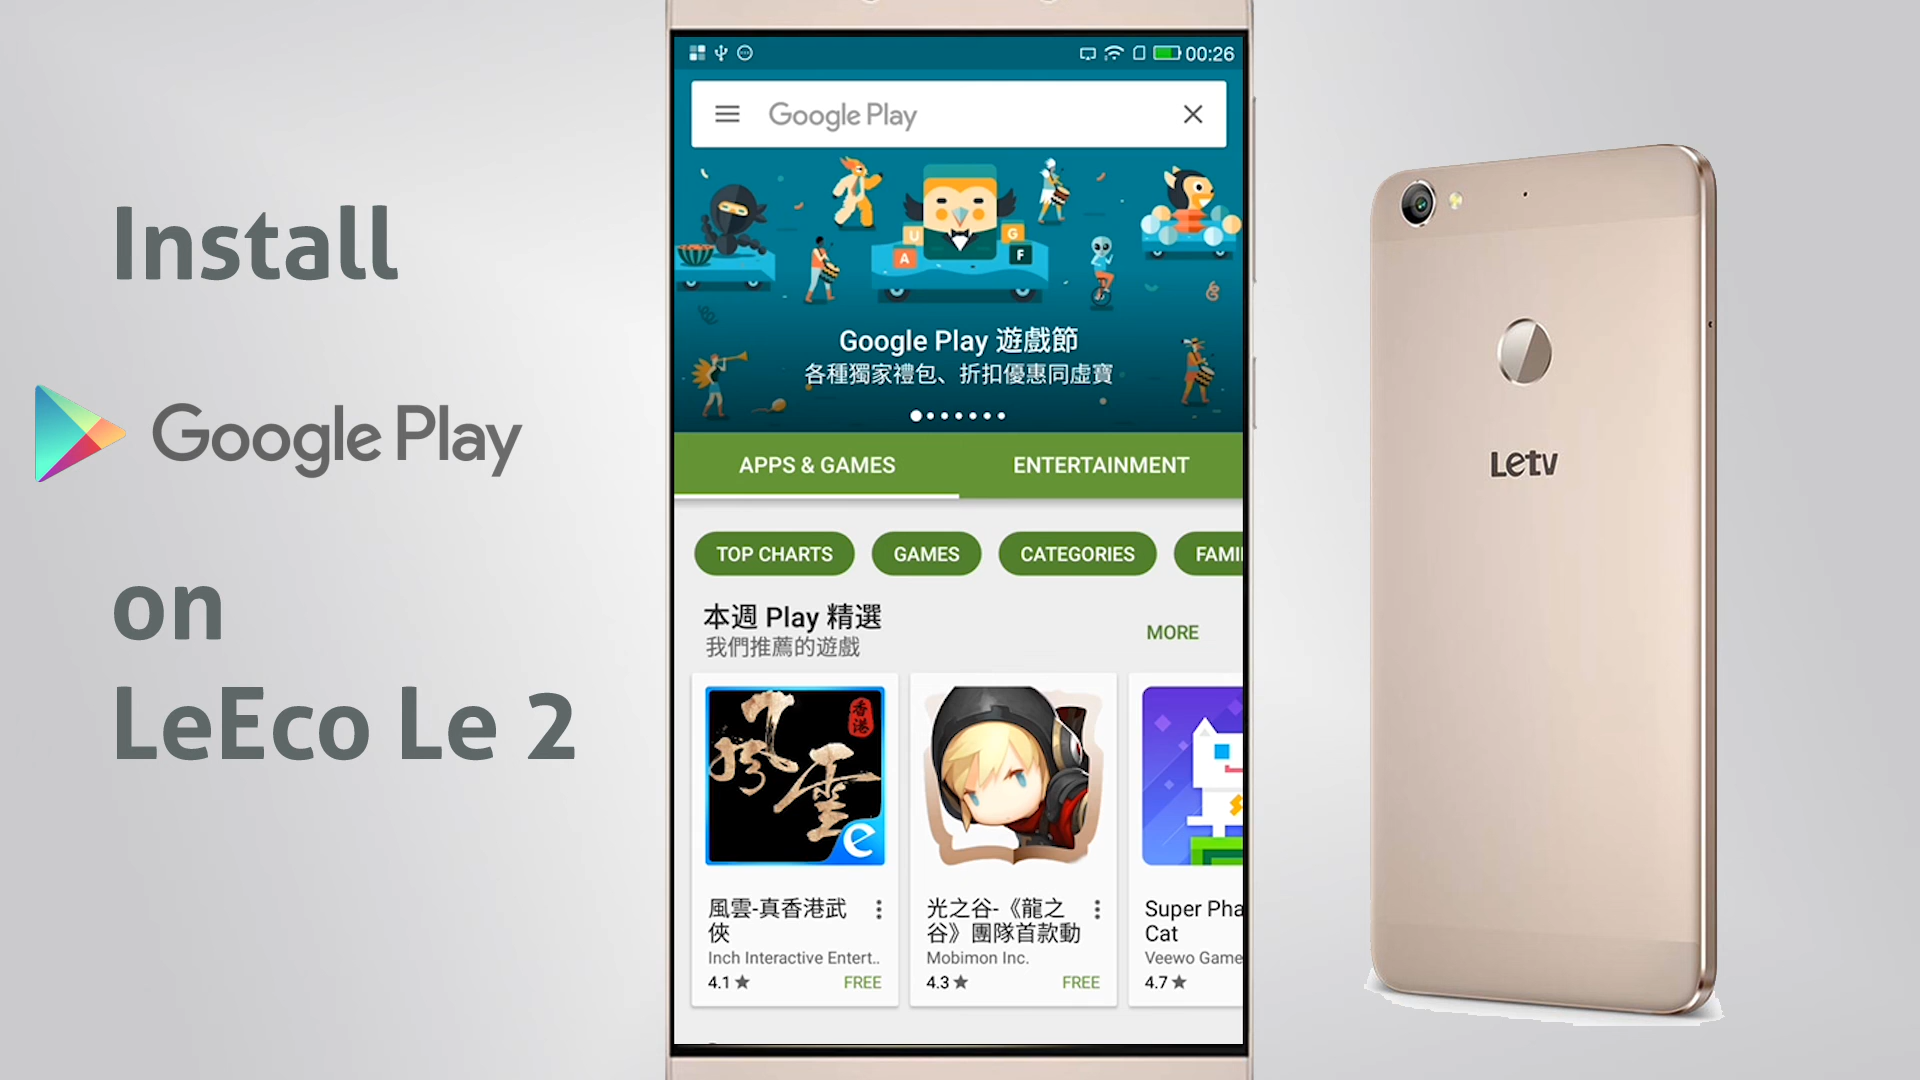 Install
Google Play
on
LeEco Le 2
00:26
Google Play
U G
A F
Google Play 遊戲節
各種獨家禮包、折扣優惠同虛寶
APPS & GAMES
ENTERTAINMENT
TOP CHARTS
GAMES
CATEGORIES
FAMI
本週 Play 精選
我們推薦的遊戲
MORE
風雲
香港
e
風雲-真香港武
俠
Inch Interactive Entert..
4.1
FREE
光之谷-《龍之
谷》團隊首款動
Mobimon Inc.
4.3
FREE
Super Pha
Cat
Veewo Game
4.7
Letv